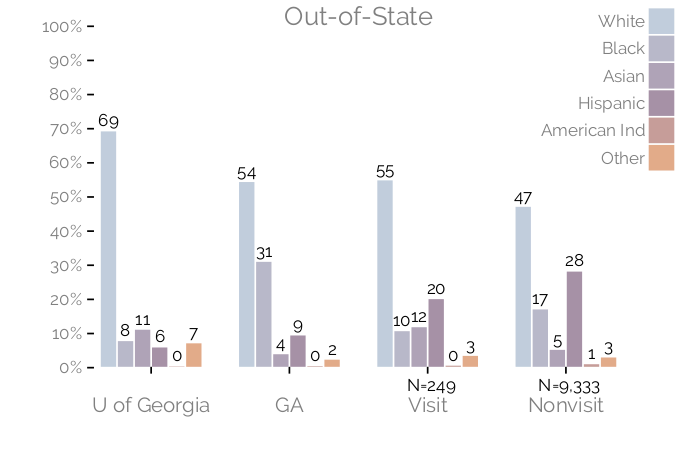 Out-of-State
White
Black
Asian
Hispanic
American Ind
Other
100%
90%
80%
70%
60%
50%
40%
30%
20%
10%
0%
69
8
11
6
0
7
54
31
4
9
0
2
55
10
12
20
0
3
47
17
5
28
1
3
N=249
N=9,333
U of Georgia
GA
Visit
Nonvisit